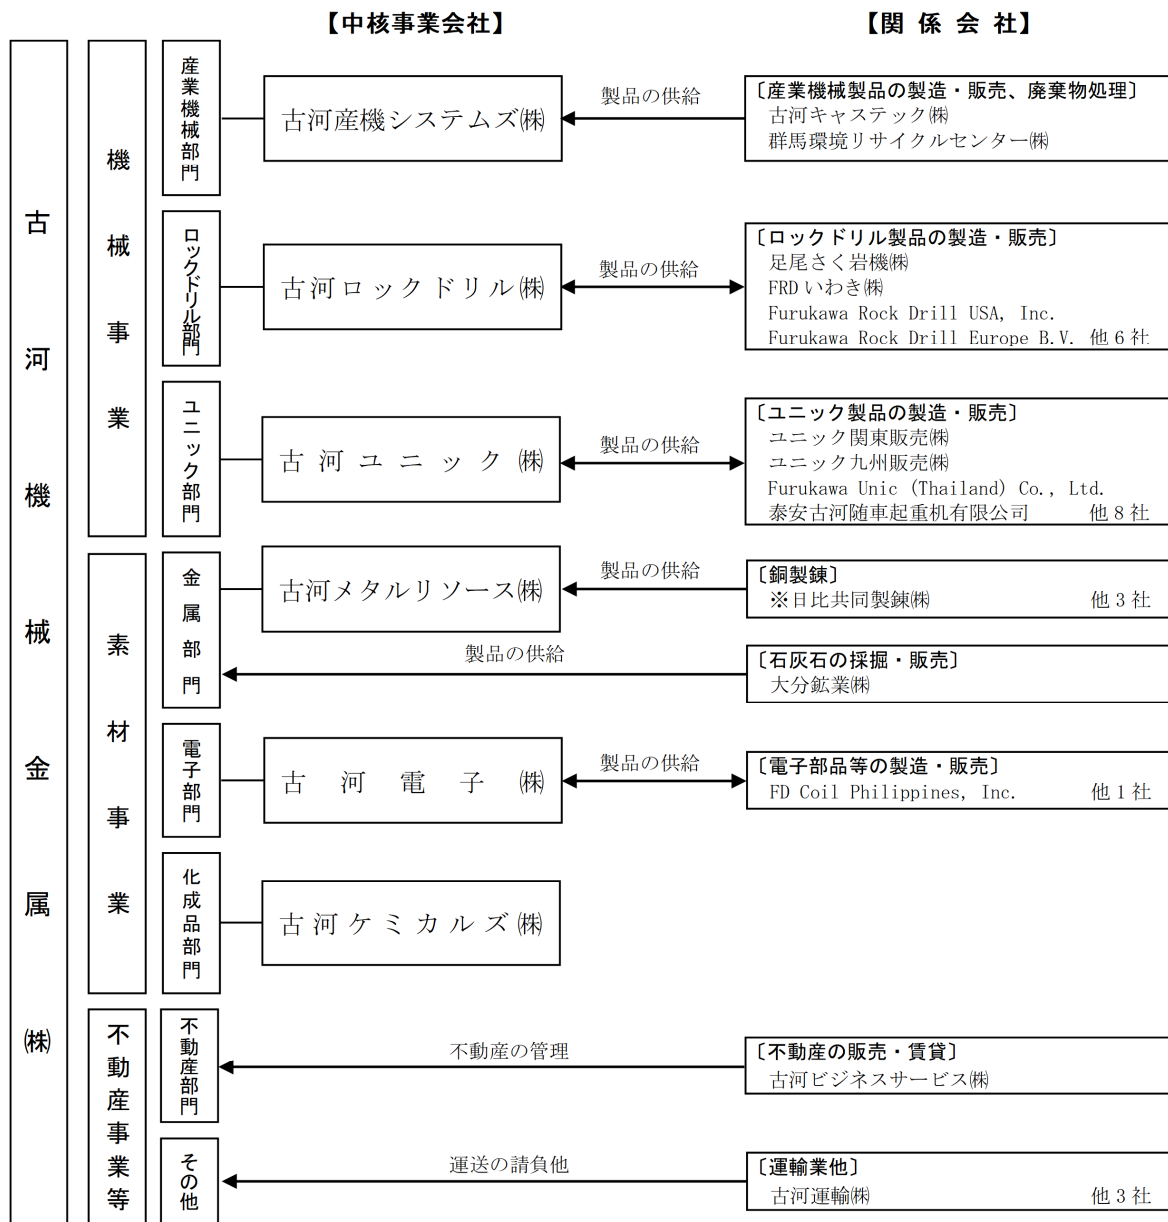 【中核事業会社】
【関 係 会 社】
古河機械金属㈱
機械事業
産業機械部門
古河産機システムズ㈱
製品の供給
〔産業機械製品の製造・販売、廃棄物処理〕
古河キャステック㈱
群馬環境リサイクルセンター㈱
ロックドリル部門
古河ロックドリル㈱
製品の供給
〔ロックドリル製品の製造・販売〕
足尾さく岩機㈱
FRD いわき㈱
Furukawa Rock Drill USA, Inc.
Furukawa Rock Drill Europe B.V. 他 6 社
ユニック部門
古河ユニック㈱
製品の供給
〔ユニック製品の製造・販売〕
ユニック関東販売㈱
ユニック九州販売㈱
Furukawa Unic (Thailand) Co., Ltd.
泰安古河随車起重机有限公司 他 8 社
素材事業
金属部門
古河メタルリソース㈱
製品の供給
〔銅製錬〕
※日比共同製錬㈱ 他 3 社
製品の供給
〔石灰石の採掘・販売〕
大分鉱業㈱
電子部門
古河電子㈱
製品の供給
〔電子部品等の製造・販売〕
FD Coil Philippines, Inc. 他 1 社
化成品部門
古河ケミカルズ㈱
不動産事業等
不動産部門
不動産の管理
〔不動産の販売・賃貸〕
古河ビジネスサービス㈱
その他
運送の請負他
〔運輸業他〕
古河運輸㈱ 他 3 社